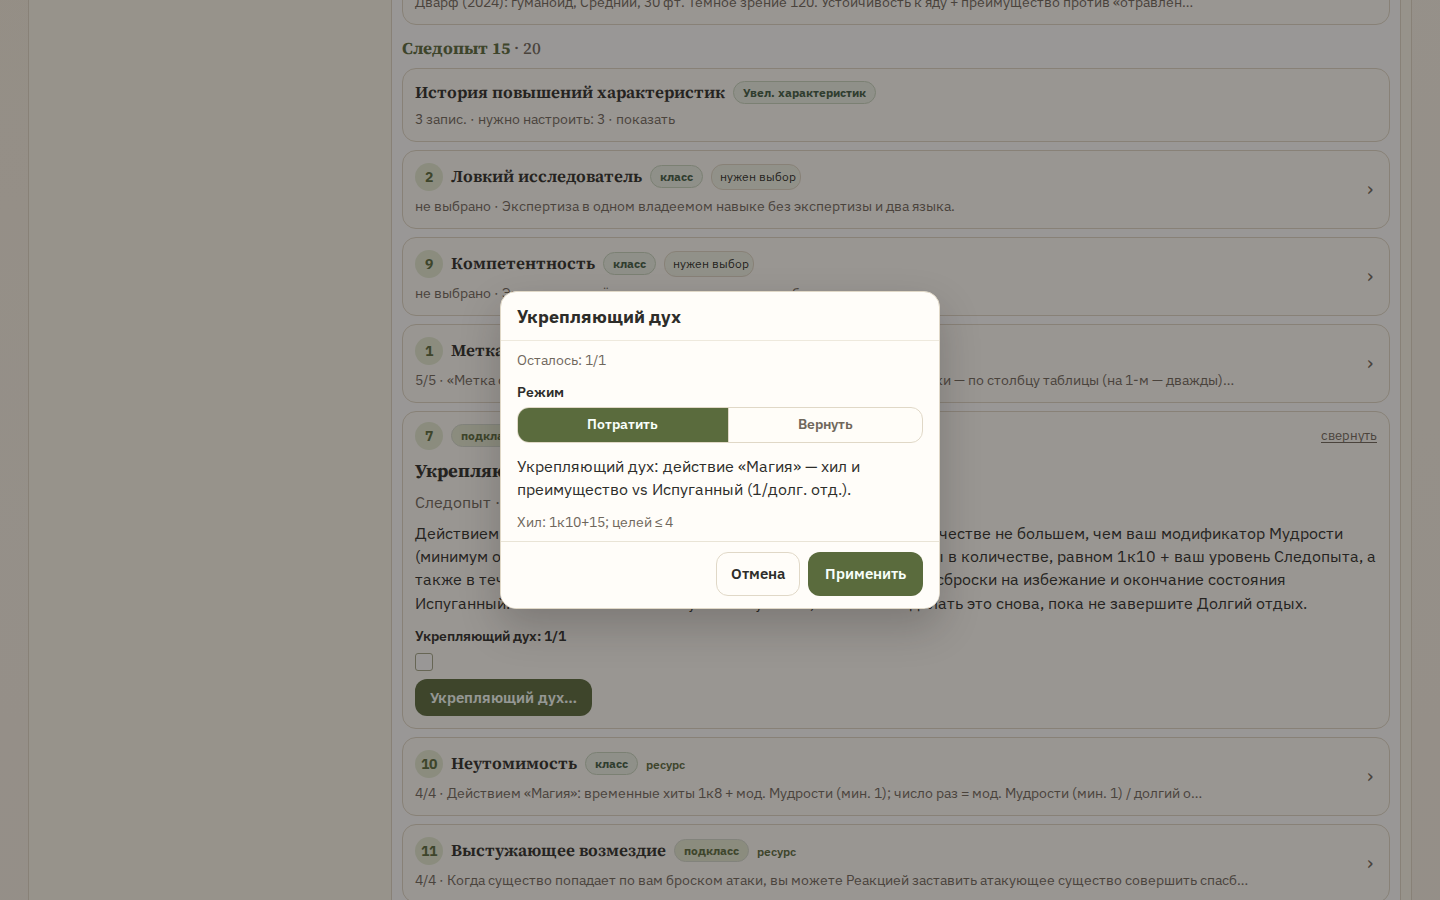 Дварф (2024): гуманоид, Средний, 30 фт. Тёмное зрение 120. Устойчивость к яду + преимущество против «отравлен…
Следопыт 15 · 20
История повышений характеристик Увел. характеристик
3 запис. · нужно настроить: 3 · показать
2 Ловкий исследователь класс нужен выбор
не выбрано · Экспертиза в одном владеемом навыке без экспертизы и два языка.
9 Компетентность класс нужен выбор
не выбрано ·
1 Метка
5/5 · «Метка — по столбцу таблицы (на 1-м — дважды)…
7 свернуть
Укрепляющий дух
Осталось: 1/1
Режим
Потратить Вернуть
Укрепляющий дух: действие «Магия» — хил и
преимущество vs Испуганный (1/долг. отд.).
Хил: 1к10+15; целей ≤ 4
Отмена Применить
Следопыт ·
Действием не большем, чем ваш модификатор Мудрости
(минимум в количестве, равном 1к10 + ваш уровень Следопыта, а
также в на избежание и окончание состояния
Испуганный. это снова, пока не завершите Долгий отдых.
Укрепляющий дух: 1/1
Укрепляющий дух…
10 Неутомимость класс ресурс
4/4 · Действием «Магия»: временные хиты 1к8 + мод. Мудрости (мин. 1); число раз = мод. Мудрости (мин. 1) / долгий о…
11 Выстужающее возмездие подкласс ресурс
4/4 · Когда существо попадает по вам броском атаки, вы можете Реакцией заставить атакующее существо совершить спасб…